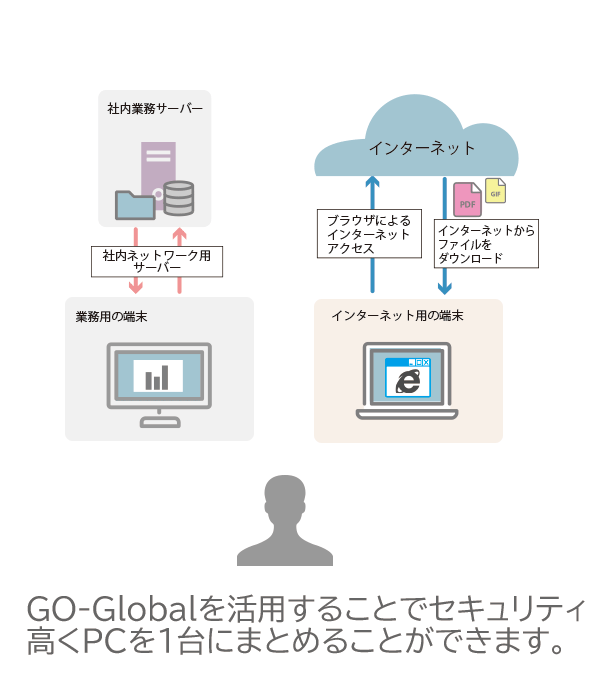 社内業務サーバー
インターネット
PDF
GIF
ブラウザによる
インターネット
アクセス
インターネットから
ファイルを
ダウンロード
社内ネットワーク用
サーバー
業務用の端末
インターネット用の端末
GO-Globalを活用することでセキュリティ
高くPCを1台にまとめることができます。